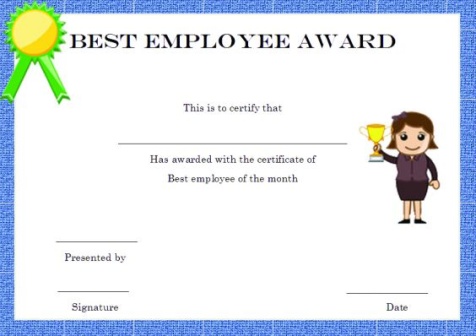 BEST EMPLOYEE AWARD
This is to certify that
Has awarded with the certificate of
Best employee of the month
Presented by
Signature
Date